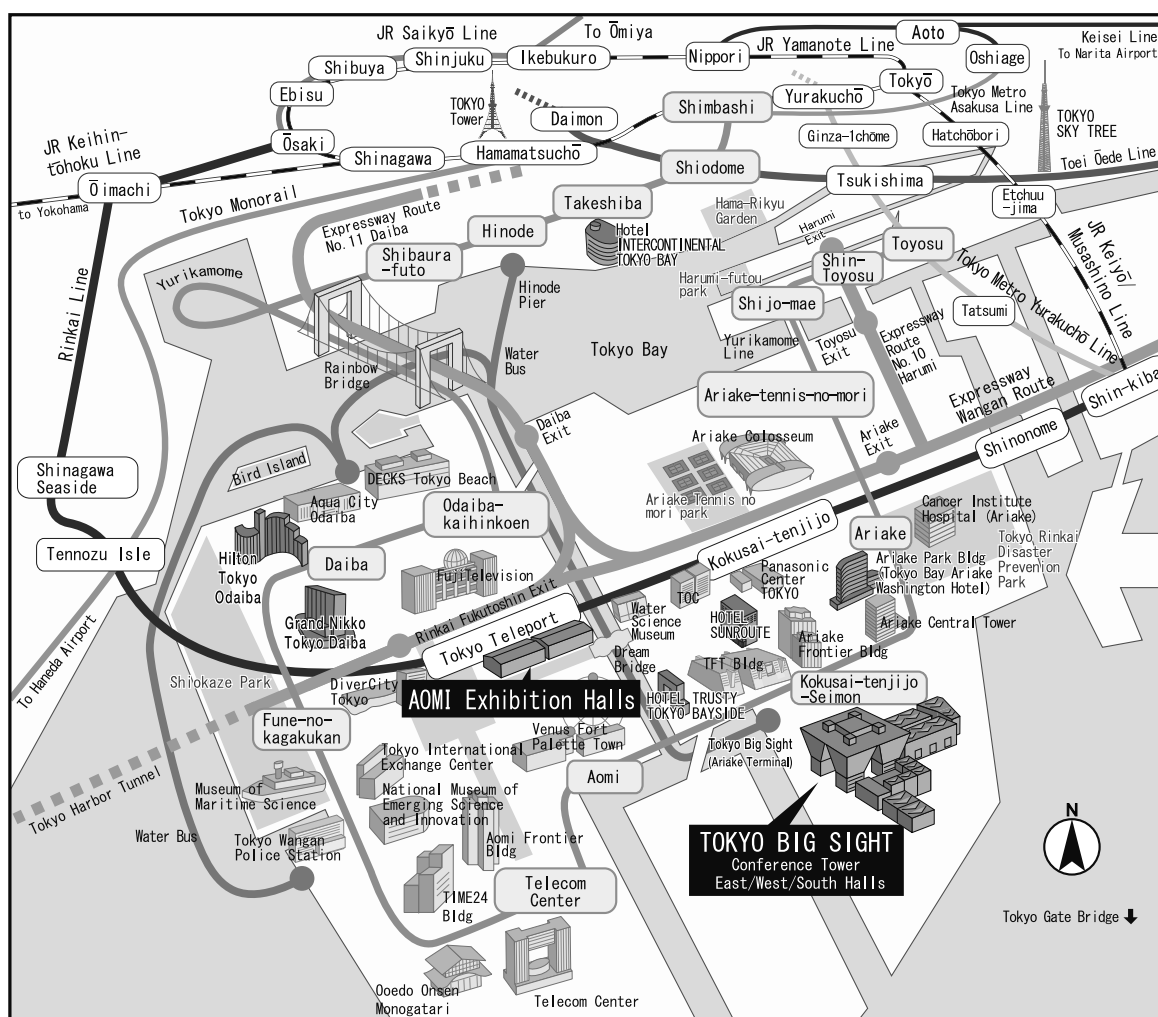 JR Saikyō Line
To Ōmiya
Aoto
Keisei Line
To Narita Airport
Shibuya
Shinjuku
Ikebukuro
Nippori
JR Yamanote Line
Oshiage
Ebisu
TOKYO
Tower
Daimon
Shimbashi
Yurakuchō
Tokyō
Tokyo Metro
Asakusa Line
TOKYO
SKY TREE
JR Keihin-
tōhoku Line
Ōsaki
Shinagawa
Hamamatsuchō
Ginza-1chōme
Hatchōbori
Shiodome
Toei Ōede Line
Ōimachi
to Yokohama
Tokyo Monorail
Expressway Route
No.11 Daiba
Takeshiba
Tsukishima
Etchuu
-jima
Hama-Rikyu
Garden
Harumi
Exit
Hinode
Hotel
INTERCONTINENTAL
TOKYO BAY
Shibaura
-futo
Toyosu
Shin-
Toyosu
JR Keiyō/
Musashino Line
Yurikamome
Hinode
Pier
Harumi-futou
park
Shijo-mae
Tokyo Metro Yurakuchō Line
Tatsumi
Rinkai Line
Tokyo Bay
Yurikamome
Line
Toyosu
Exit
Expressway
Route
No.10
Harumi
Rainbow
Bridge
Water
Bus
Shin-kiba
Ariake-tennis-no-mori
Expressway
Wangan Route
Daiba
Exit
Ariake Colosseum
Ariake
Exit
Shinonome
Shinagawa
Seaside
Bird Island
DECKS Tokyo Beach
Aqua City
Odaiba
Odaiba-
kaihinkoen
Ariake Tennis no
mori park
Kokusai-tenjijo
Cancer Institute
Hospital (Ariake)
Ariake
Tennozu Isle
Hilton
Tokyo
Odaiba
Daiba
FujiTelevision
Panasonic
Center
TOKYO
Ariake Park Bldg
(Tokyo Bay Ariake
Washington Hotel)
Tokyo Rinkai
Disaster
Prevention
Park
Rinkai Fukutoshin Exit
TOC
Water
Science
Museum
HOTEL
SUNROUTE
Ariake Central Tower
Grand Nikko
Tokyo Daiba
Tokyo Teleport
Dream
Bridge
Ariake
Frontier Bldg
TFT Bldg
To Haneda Airport
Shiokaze Park
DiverCity
Tokyo
AOMI Exhibition Halls
HOTEL TRUSTY
TOKYO BAYSIDE
Kokusai-tenjijo
-Seimon
Fune-no-
kagakukan
Venus Fort
Palette Town
Tokyo International
Exchange Center
Tokyo Big Sight
(Ariake Terminal)
Aomi
Tokyo Harbor Tunnel
Museum of
Maritime Science
National Museum of
Emerging Science
and Innovation
Water Bus
Tokyo Wangan
Police Station
Aomi Frontier
Bldg
TOKYO BIG SIGHT
Conference Tower
East/West/South Halls
N
TIME24
Bldg
Telecom
Center
Tokyo Gate Bridge
Ooedo Onsen
Monogatari
Telecom Center